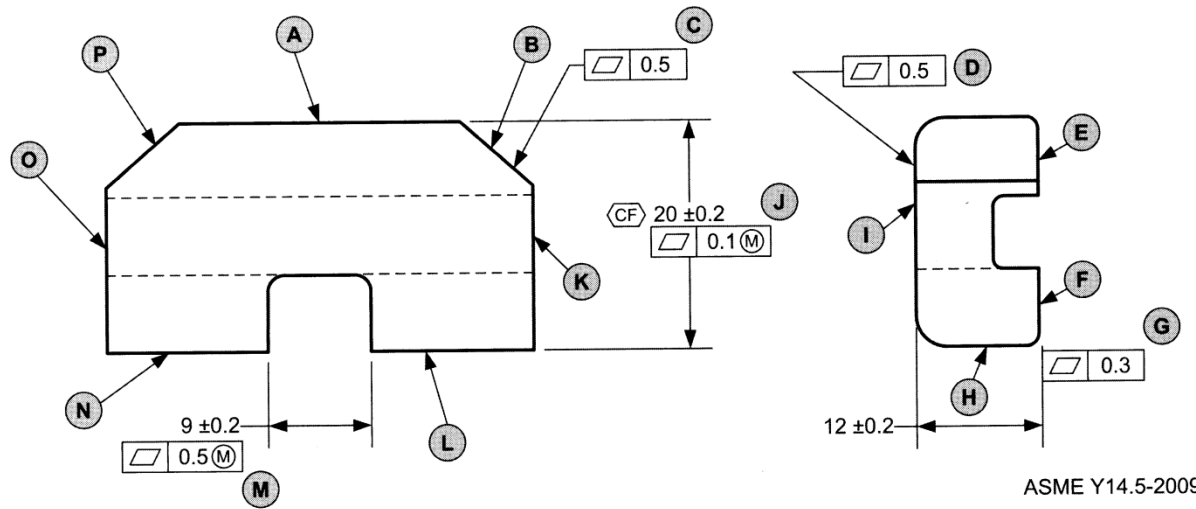 C
A
B
P
0.5
0.5
D
E
O
J
CF 20 ±0.2
0.1 Ⓜ
I
K
F
G
0.3
N
H
9 ±0.2
L
12 ±0.2
0.5 Ⓜ
M
ASME Y14.5-2009